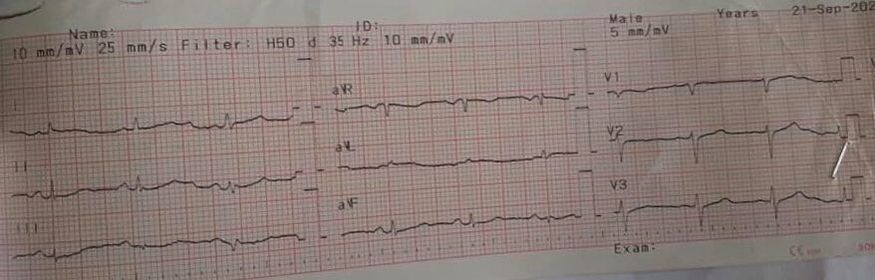 Name: ID: Male Years 21-Sep-202
10 mm/mV 25 mm/s Filter: H50 d 35 Hz 10 mm/mV 5 mm/mV
I aVR V1
II aVL V2
III aVF V3
Exam: CE